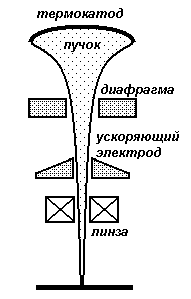 термокатод
пучок
диафрагма
ускоряющий
электрод
линза